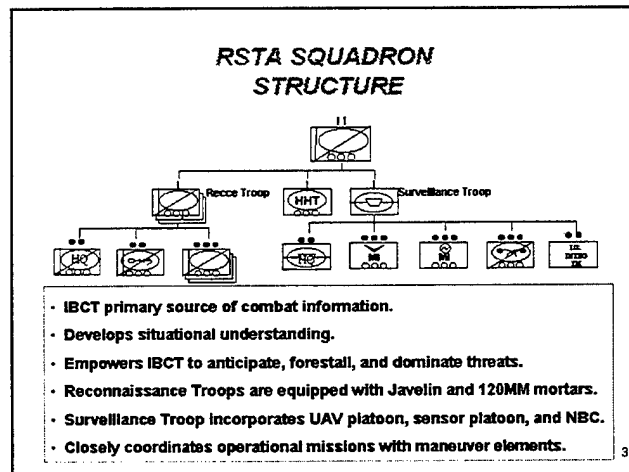 RSTA SQUADRON
STRUCTURE
Recce Troop
HHT
Surveillance Troop
HQ
HQ
MI
MI
· IBCT primary source of combat information.
· Develops situational understanding.
· Empowers IBCT to anticipate, forestall, and dominate threats.
· Reconnaissance Troops are equipped with Javelin and 120MM mortars.
· Surveillance Troop incorporates UAV platoon, sensor platoon, and NBC.
· Closely coordinates operational missions with maneuver elements.
3